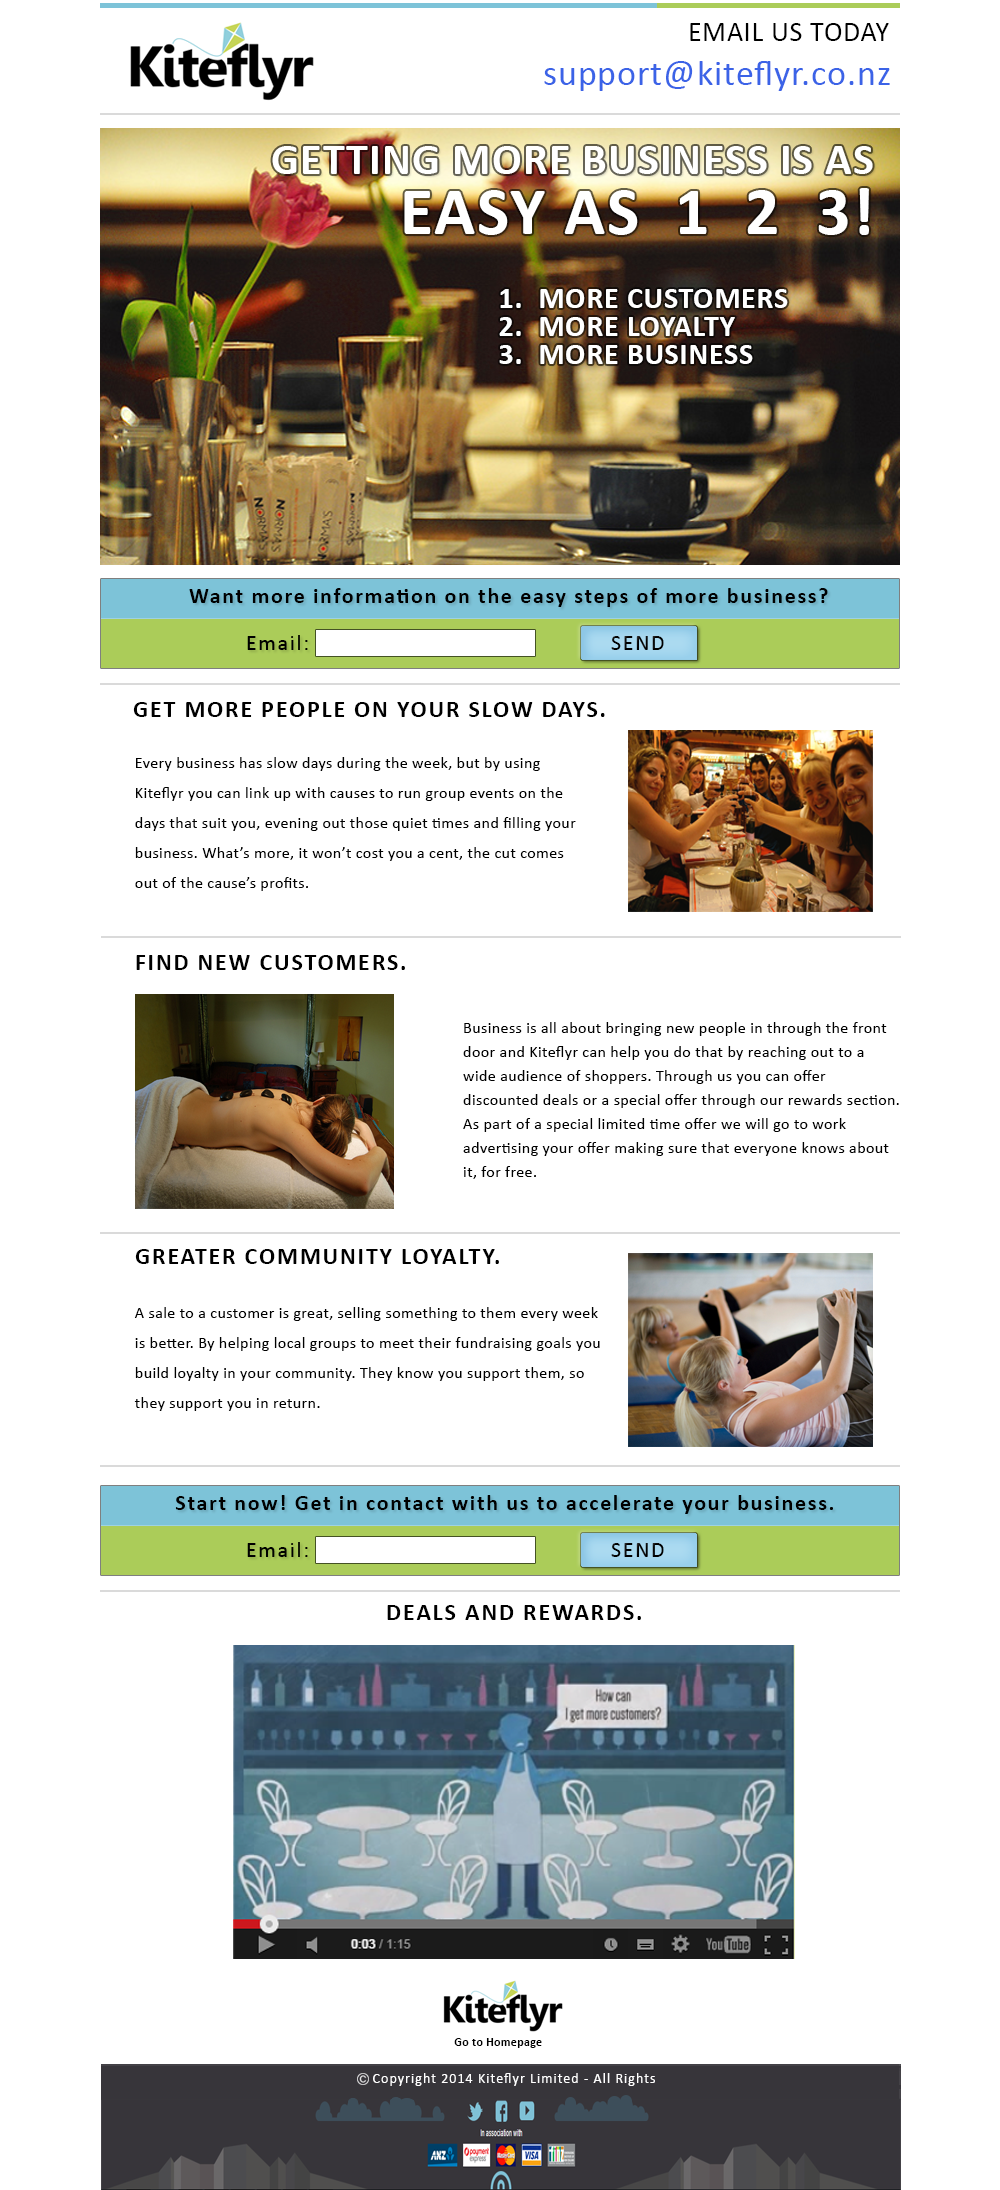 Kiteflyr
EMAIL US TODAY
support@kiteflyr.co.nz
GETTING MORE BUSINESS IS AS
EASY AS 1 2 3!
1. MORE CUSTOMERS
2. MORE LOYALTY
3. MORE BUSINESS
NORMA'S
NORMA'S
NORMA'S
Want more information on the easy steps of more business?
Email:
SEND
GET MORE PEOPLE ON YOUR SLOW DAYS.
Every business has slow days during the week, but by using
Kiteflyr you can link up with causes to run group events on the
days that suit you, evening out those quiet times and filling your
business. What's more, it won't cost you a cent, the cut comes
out of the cause's profits.
FIND NEW CUSTOMERS.
Business is all about bringing new people in through the front
door and Kiteflyr can help you do that by reaching out to a
wide audience of shoppers. Through us you can offer
discounted deals or a special offer through our rewards section.
As part of a special limited time offer we will go to work
advertising your offer making sure that everyone knows about
it, for free.
GREATER COMMUNITY LOYALTY.
A sale to a customer is great, selling something to them every week
is better. By helping local groups to meet their fundraising goals you
build loyalty in your community. They know you support them, so
they support you in return.
Start now! Get in contact with us to accelerate your business.
Email:
SEND
DEALS AND REWARDS.
How can
I get more customers?
0:03 / 1:15
YouTube
Kiteflyr
Go to Homepage
© Copyright 2014 Kiteflyr Limited - All Rights
In association with
ANZ
payment express
MasterCard
VISA